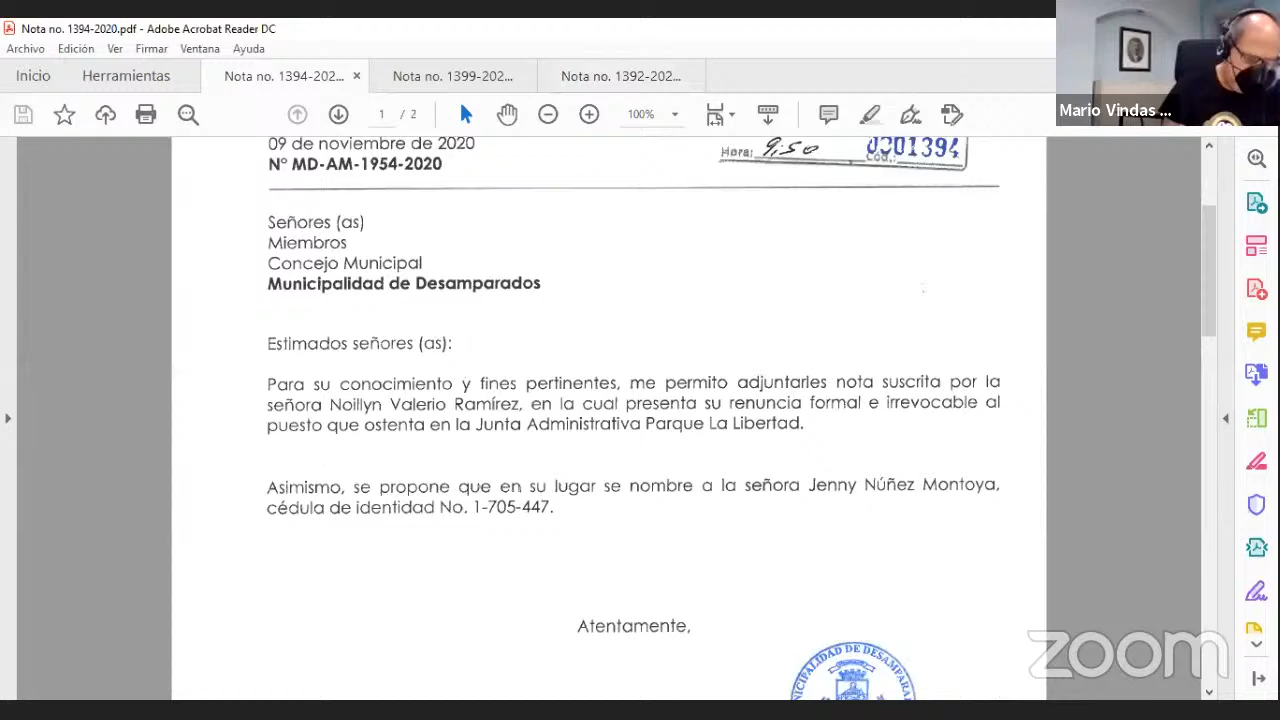 Nota no. 1394-2020.pdf - Adobe Acrobat Reader DC
Archivo Edición Ver Firmar Ventana Ayuda
Inicio Herramientas Nota no. 1394-202... × Nota no. 1399-202... Nota no. 1392-202...
1 / 2 100%
Mario Vindas ...
09 de noviembre de 2020
N° MD-AM-1954-2020
Hora: 9:50 Cód.: 0001394
Señores (as)
Miembros
Concejo Municipal
Municipalidad de Desamparados
Estimados señores (as):
Para su conocimiento y fines pertinentes, me permito adjuntarles nota suscrita por la
señora Noillyn Valerio Ramírez, en la cual presenta su renuncia formal e irrevocable al
puesto que ostenta en la Junta Administrativa Parque La Libertad.
Asimismo, se propone que en su lugar se nombre a la señora Jenny Núñez Montoya,
cédula de identidad No. 1-705-447.
Atentamente,
zoom